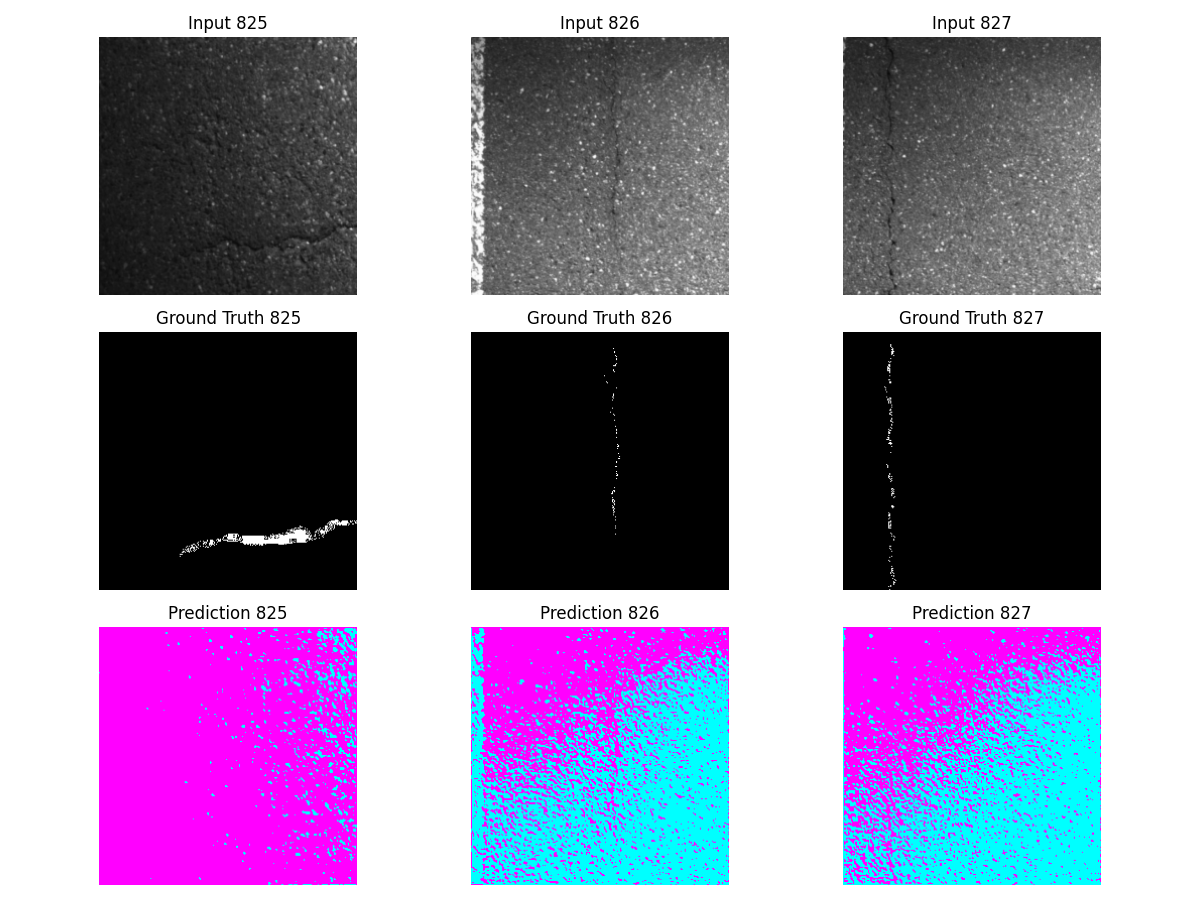 Input 825
Input 826
Input 827
Ground Truth 825
Ground Truth 826
Ground Truth 827
Prediction 825
Prediction 826
Prediction 827